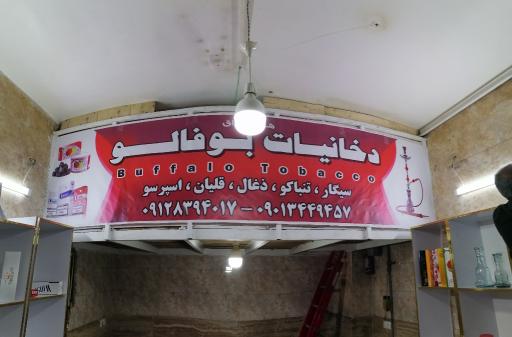 دخانیات بوفالو
Buffalo Tobacco
سیگار ، تنباکو ، ذغال ، قلیان ، اسپرسو
۰۹۱۲۸۳۹۴۰۱۷ – ۰۹۰۱۳۴۴۹۴۵۷